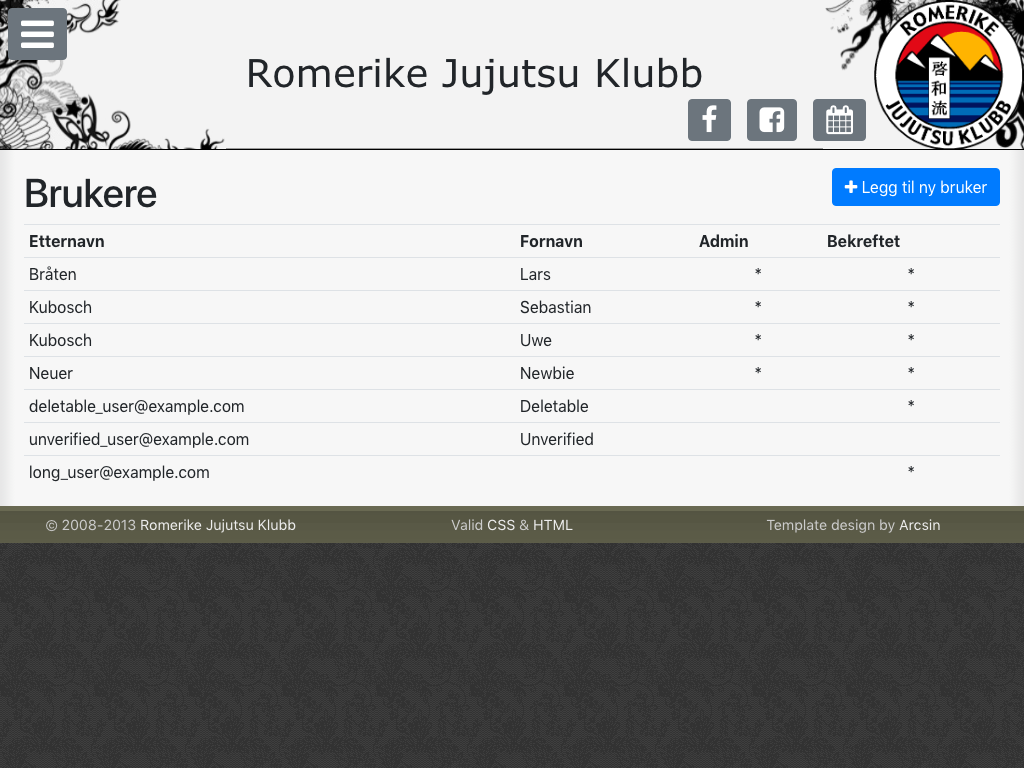 Romerike Jujutsu Klubb
ROMERIKE
啓和流
JUJUTSU KLUBB
Brukere
Legg til ny bruker
Etternavn Fornavn Admin Bekreftet
Bråten Lars * *
Kubosch Sebastian * *
Kubosch Uwe * *
Neuer Newbie * *
deletable_user@example.com Deletable *
unverified_user@example.com Unverified
long_user@example.com *
© 2008-2013 Romerike Jujutsu Klubb Valid CSS & HTML Template design by Arcsin